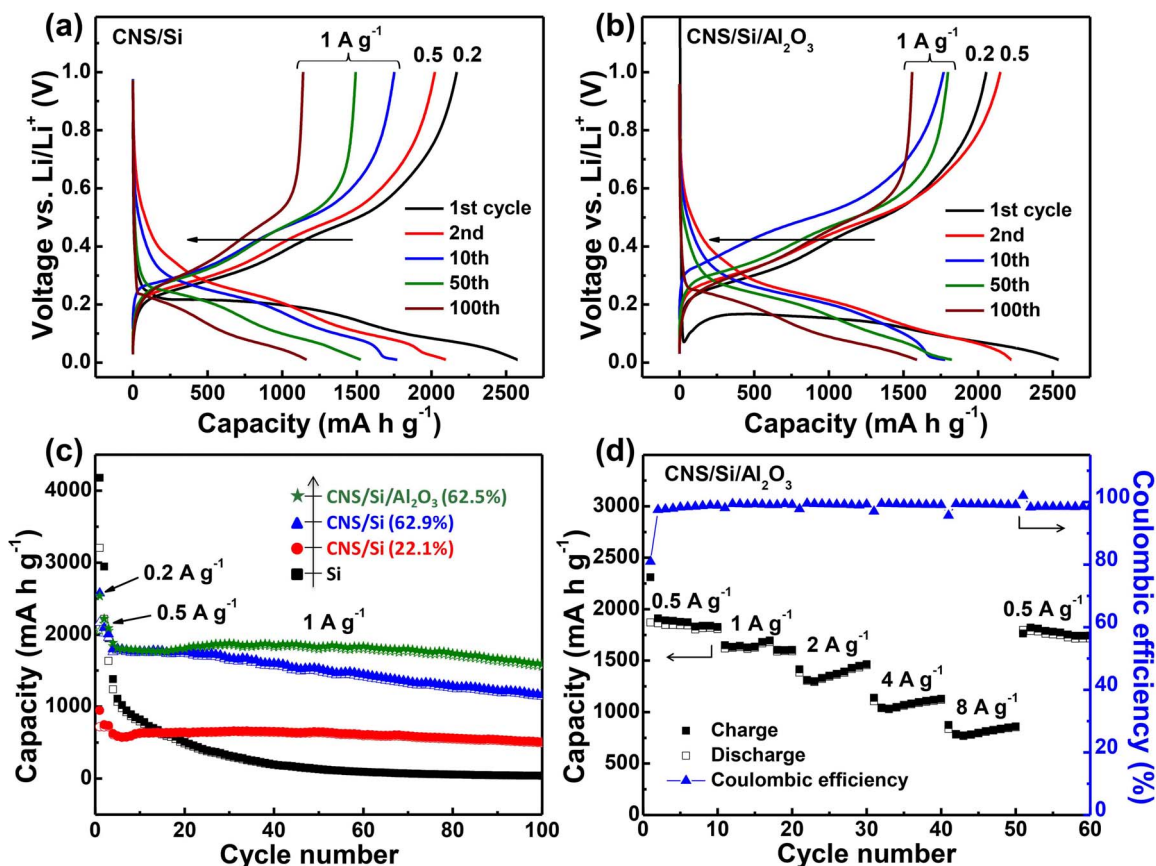 (a)
CNS/Si
1 A g⁻¹
0.5
0.2
1st cycle
2nd
10th
50th
100th
Voltage vs. Li/Li⁺ (V)
1.0
0.8
0.6
0.4
0.2
0.0
0 500 1000 1500 2000 2500
Capacity (mA h g⁻¹)
(b)
CNS/Si/Al₂O₃
1 A g⁻¹
0.2 0.5
1st cycle
2nd
10th
50th
100th
Voltage vs. Li/Li⁺ (V)
1.0
0.8
0.6
0.4
0.2
0.0
0 500 1000 1500 2000 2500
Capacity (mA h g⁻¹)
(c)
CNS/Si/Al₂O₃ (62.5%)
CNS/Si (62.9%)
CNS/Si (22.1%)
Si
0.2 A g⁻¹
0.5 A g⁻¹
1 A g⁻¹
Capacity (mA h g⁻¹)
4000
3000
2000
1000
0
0 20 40 60 80 100
Cycle number
(d)
CNS/Si/Al₂O₃
0.5 A g⁻¹
1 A g⁻¹
2 A g⁻¹
4 A g⁻¹
8 A g⁻¹
0.5 A g⁻¹
Charge
Discharge
Coulombic efficiency
Capacity (mA h g⁻¹)
3000
2500
2000
1500
1250
1000
750
500
250
0
0 10 20 30 40 50 60
Cycle number
100
80
60
40
20
0
Coulombic efficiency (%)